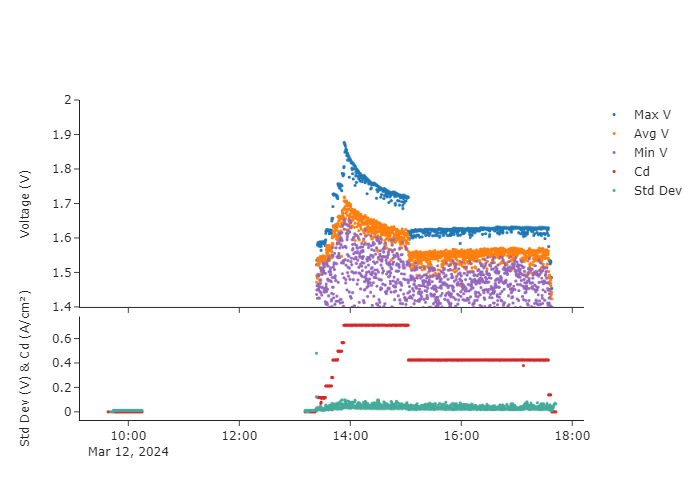 2
1.9
1.8
1.7
1.6
1.5
1.4
Voltage (V)
0.6
0.4
0.2
0
Std Dev (V) & Cd (A/cm²)
10:00
12:00
14:00
16:00
18:00
Mar 12, 2024
Max V
Avg V
Min V
Cd
Std Dev